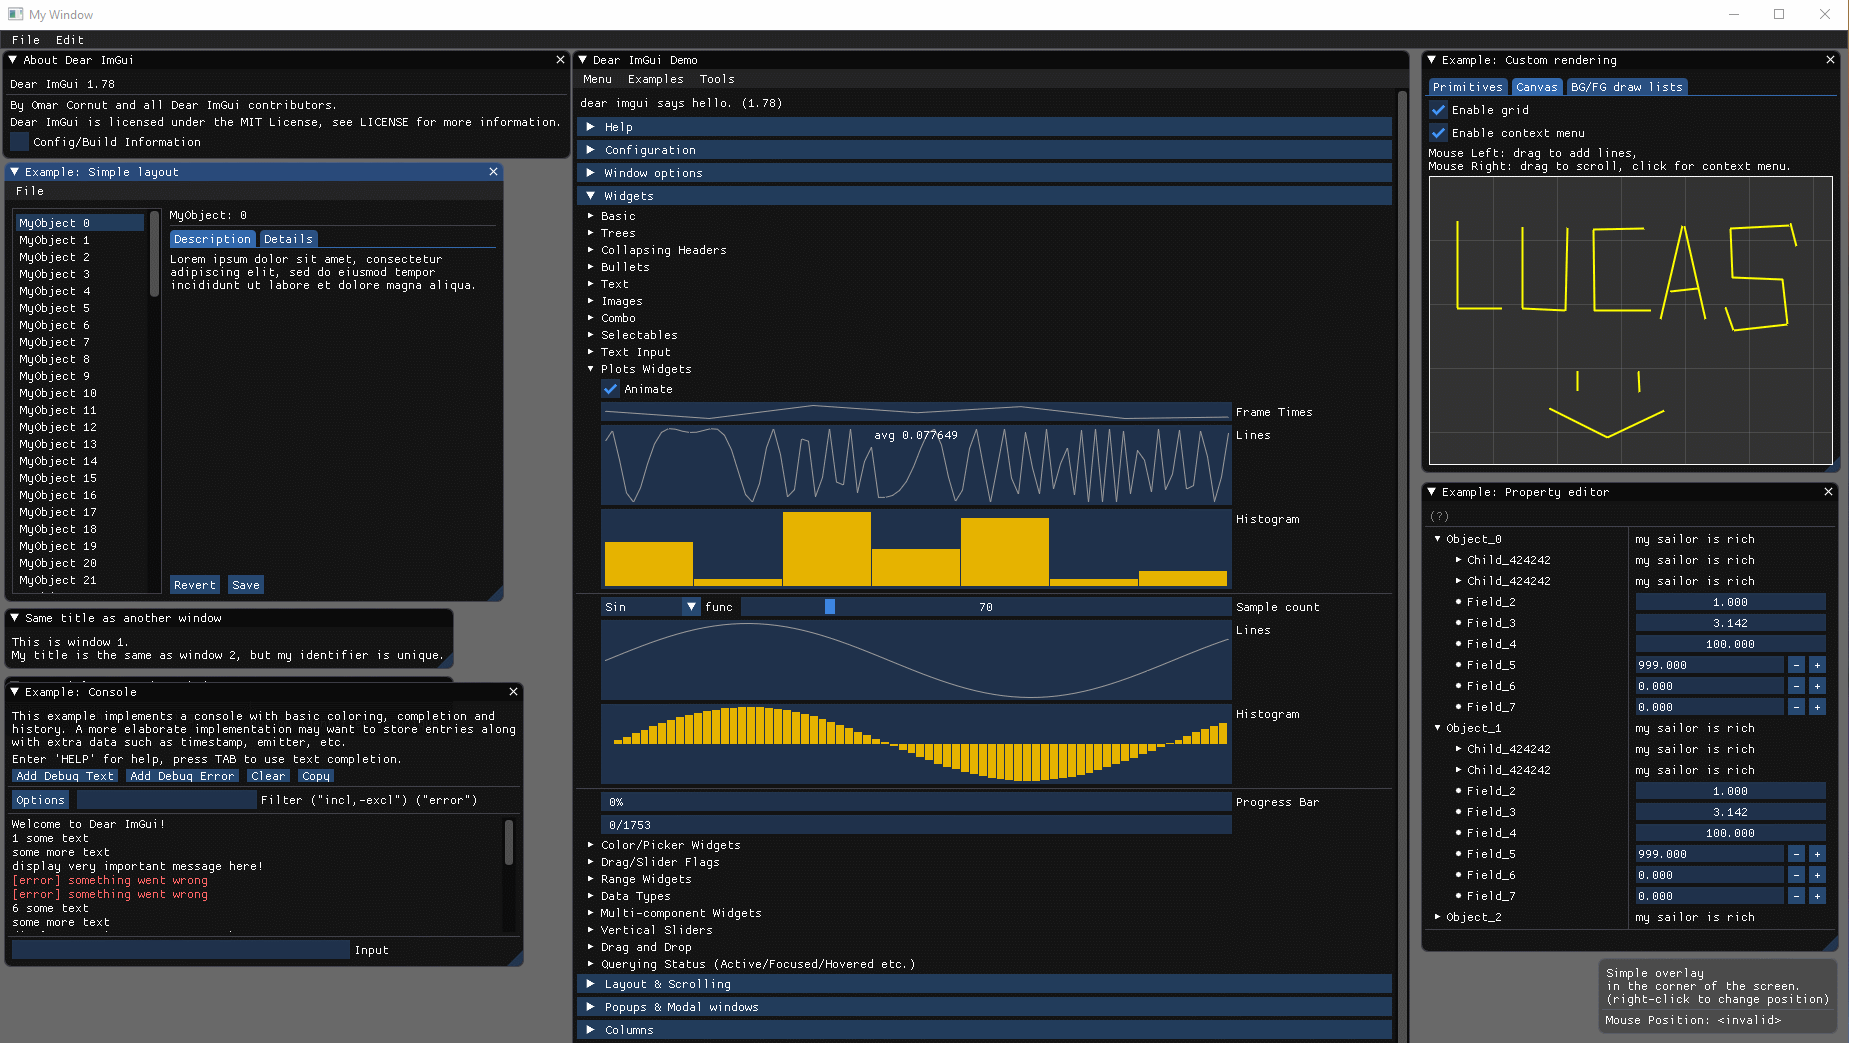 My Window
File Edit
About Dear ImGui
Dear ImGui 1.78
By Omar Cornut and all Dear ImGui contributors.
Dear ImGui is licensed under the MIT License, see LICENSE for more information.
Config/Build Information
Example: Simple layout
File
MyObject 0
MyObject 1
MyObject 2
MyObject 3
MyObject 4
MyObject 5
MyObject 6
MyObject 7
MyObject 8
MyObject 9
MyObject 10
MyObject 11
MyObject 12
MyObject 13
MyObject 14
MyObject 15
MyObject 16
MyObject 17
MyObject 18
MyObject 19
MyObject 20
MyObject 21
MyObject: 0
Description Details
Lorem ipsum dolor sit amet, consectetur
adipiscing elit, sed do eiusmod tempor
incididunt ut labore et dolore magna aliqua.
Revert Save
Same title as another window
This is window 1.
My title is the same as window 2, but my identifier is unique.
Example: Console
This example implements a console with basic coloring, completion and
history. A more elaborate implementation may want to store entries along
with extra data such as timestamp, emitter, etc.
Enter 'HELP' for help, press TAB to use text completion.
Add Debug Text Add Debug Error Clear Copy
Options Filter ("incl,-excl") ("error")
Welcome to Dear ImGui!
1 some text
some more text
display very important message here!
[error] something went wrong
[error] something went wrong
6 some text
some more text
Input
Dear ImGui Demo
Menu Examples Tools
dear imgui says hello. (1.78)
Help
Configuration
Window options
Widgets
Basic
Trees
Collapsing Headers
Bullets
Text
Images
Combo
Selectables
Text Input
Plots Widgets
Animate
Frame Times
avg 0.077649 Lines
Histogram
Sin func 70 Sample count
Lines
Histogram
0% Progress Bar
0/1753
Color/Picker Widgets
Drag/Slider Flags
Range Widgets
Data Types
Multi-component Widgets
Vertical Sliders
Drag and Drop
Querying Status (Active/Focused/Hovered etc.)
Layout & Scrolling
Popups & Modal windows
Columns
Example: Custom rendering
Primitives Canvas BG/FG draw lists
Enable grid
Enable context menu
Mouse Left: drag to add lines,
Mouse Right: drag to scroll, click for context menu.
LUCAS
Example: Property editor
(?)
Object_0 my sailor is rich
Child_424242 my sailor is rich
Child_424242 my sailor is rich
Field_2 1.000
Field_3 3.142
Field_4 100.000
Field_5 999.000 - +
Field_6 0.000 - +
Field_7 0.000 - +
Object_1 my sailor is rich
Child_424242 my sailor is rich
Child_424242 my sailor is rich
Field_2 1.000
Field_3 3.142
Field_4 100.000
Field_5 999.000 - +
Field_6 0.000 - +
Field_7 0.000 - +
Object_2 my sailor is rich
Simple overlay
in the corner of the screen.
(right-click to change position)
Mouse Position: <invalid>